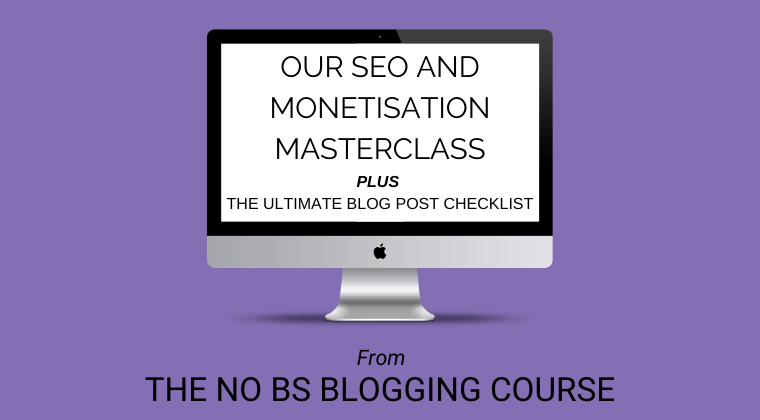 OUR SEO AND
MONETISATION
MASTERCLASS
PLUS
THE ULTIMATE BLOG POST CHECKLIST
From
THE NO BS BLOGGING COURSE